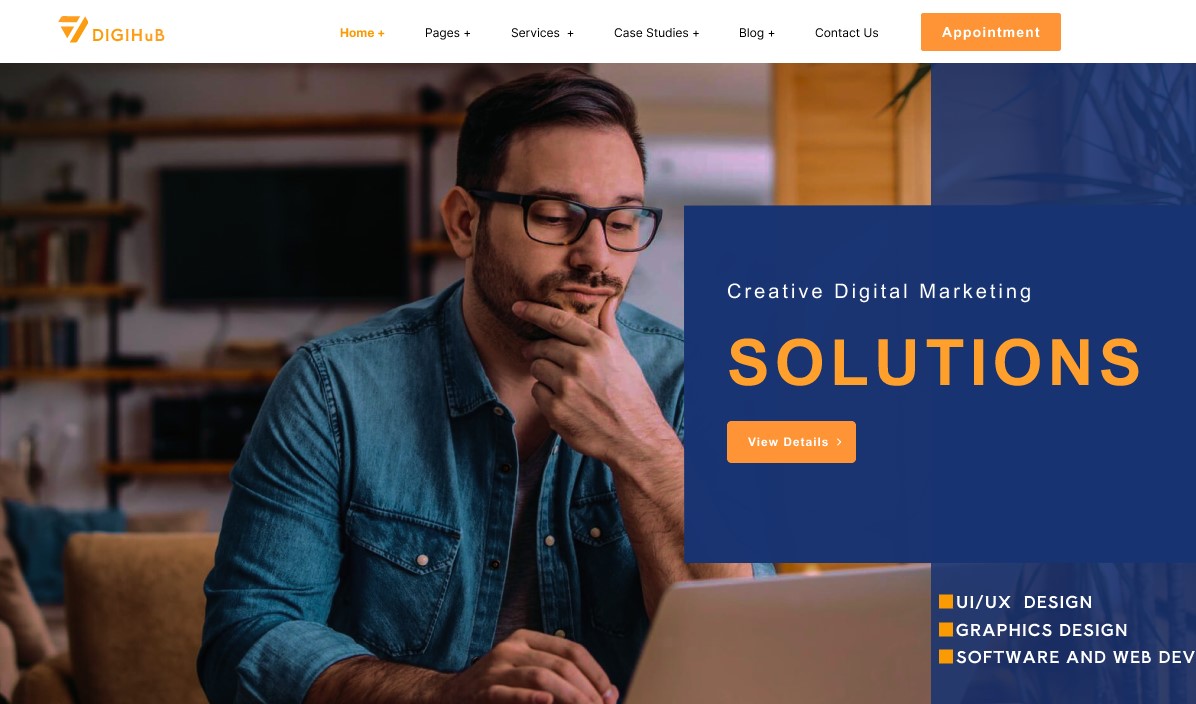 DIGIHuB
Home + Pages + Services + Case Studies + Blog + Contact Us Appointment
Creative Digital Marketing
SOLUTIONS
View Details >
UI/UX DESIGN
GRAPHICS DESIGN
SOFTWARE AND WEB DEV